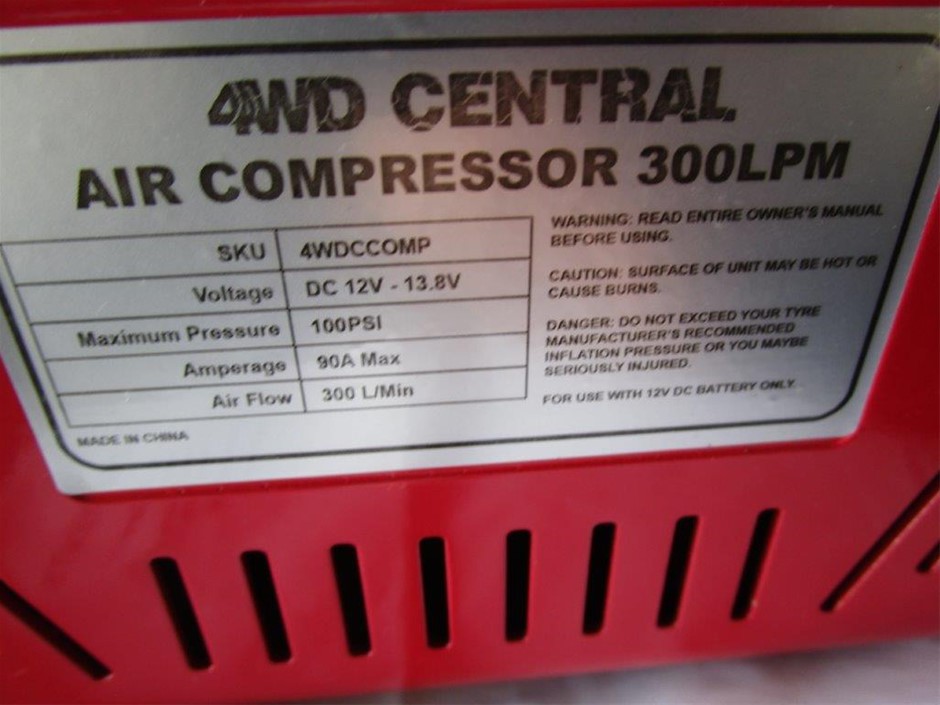 4WD CENTRAL
AIR COMPRESSOR 300LPM
SKU 4WDCCOMP
Voltage DC 12V - 13.8V
Maximum Pressure 100PSI
Amperage 90A Max
Air Flow 300 L/Min
MADE IN CHINA
WARNING: READ ENTIRE OWNER'S MANUAL
BEFORE USING.
CAUTION: SURFACE OF UNIT MAY BE HOT OR
CAUSE BURNS.
DANGER: DO NOT EXCEED YOUR TYRE
MANUFACTURER'S RECOMMENDED
INFLATION PRESSURE OR YOU MAYBE
SERIOUSLY INJURED.
FOR USE WITH 12V DC BATTERY ONLY.